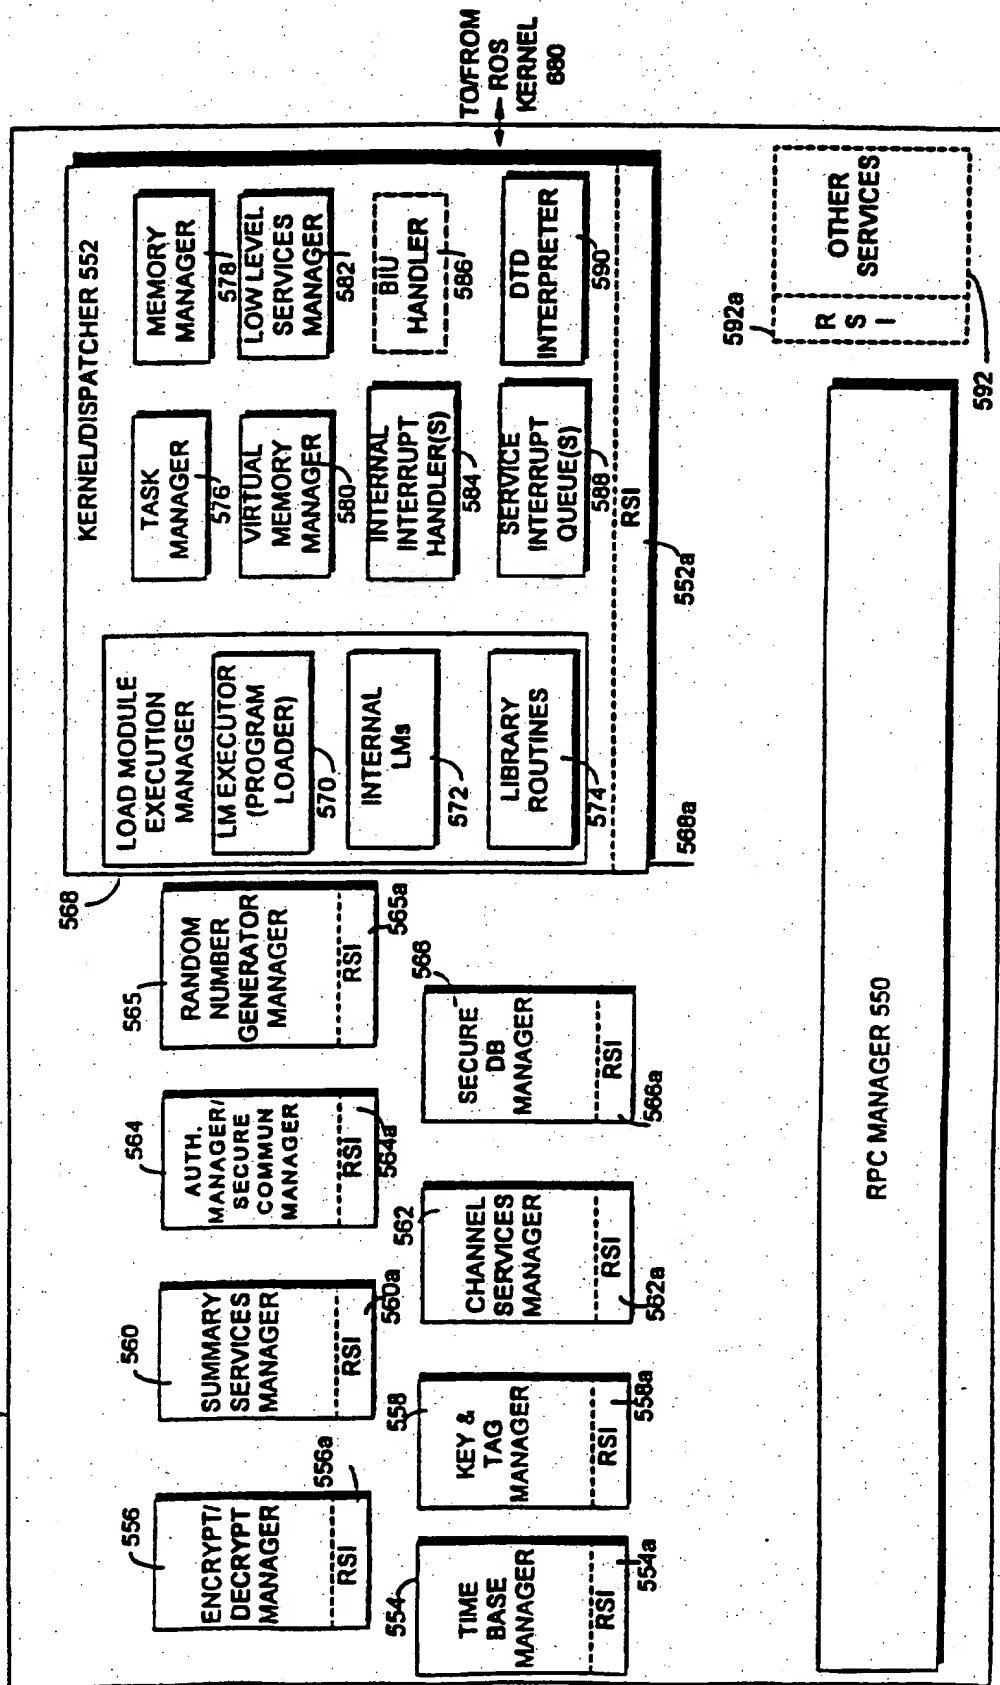 TO/FROM
ROS
KERNEL
680
KERNEL/DISPATCHER 552
568
LOAD MODULE
EXECUTION
MANAGER
LM EXECUTOR
(PROGRAM
LOADER)
570
INTERNAL
LMs
572
LIBRARY
ROUTINES
574
568a
TASK
MANAGER
576
MEMORY
MANAGER
578
VIRTUAL
MEMORY
MANAGER
580
LOW LEVEL
SERVICES
MANAGER
582
INTERNAL
INTERRUPT
HANDLER(S)
584
BIU
HANDLER
586
SERVICE
INTERRUPT
QUEUE(S)
588
DTD
INTERPRETER
590
RSI
552a
556
ENCRYPT/
DECRYPT
MANAGER
RSI
556a
560
SUMMARY
SERVICES
MANAGER
RSI
560a
564
AUTH.
MANAGER/
SECURE
COMMUN
MANAGER
RSI
564a
565
RANDOM
NUMBER
GENERATOR
MANAGER
RSI
565a
554
TIME
BASE
MANAGER
RSI
554a
558
KEY &
TAG
MANAGER
RSI
558a
562
CHANNEL
SERVICES
MANAGER
RSI
562a
566
SECURE
DB
MANAGER
RSI
566a
592a
RSI
OTHER
SERVICES
592
RPC MANAGER 550